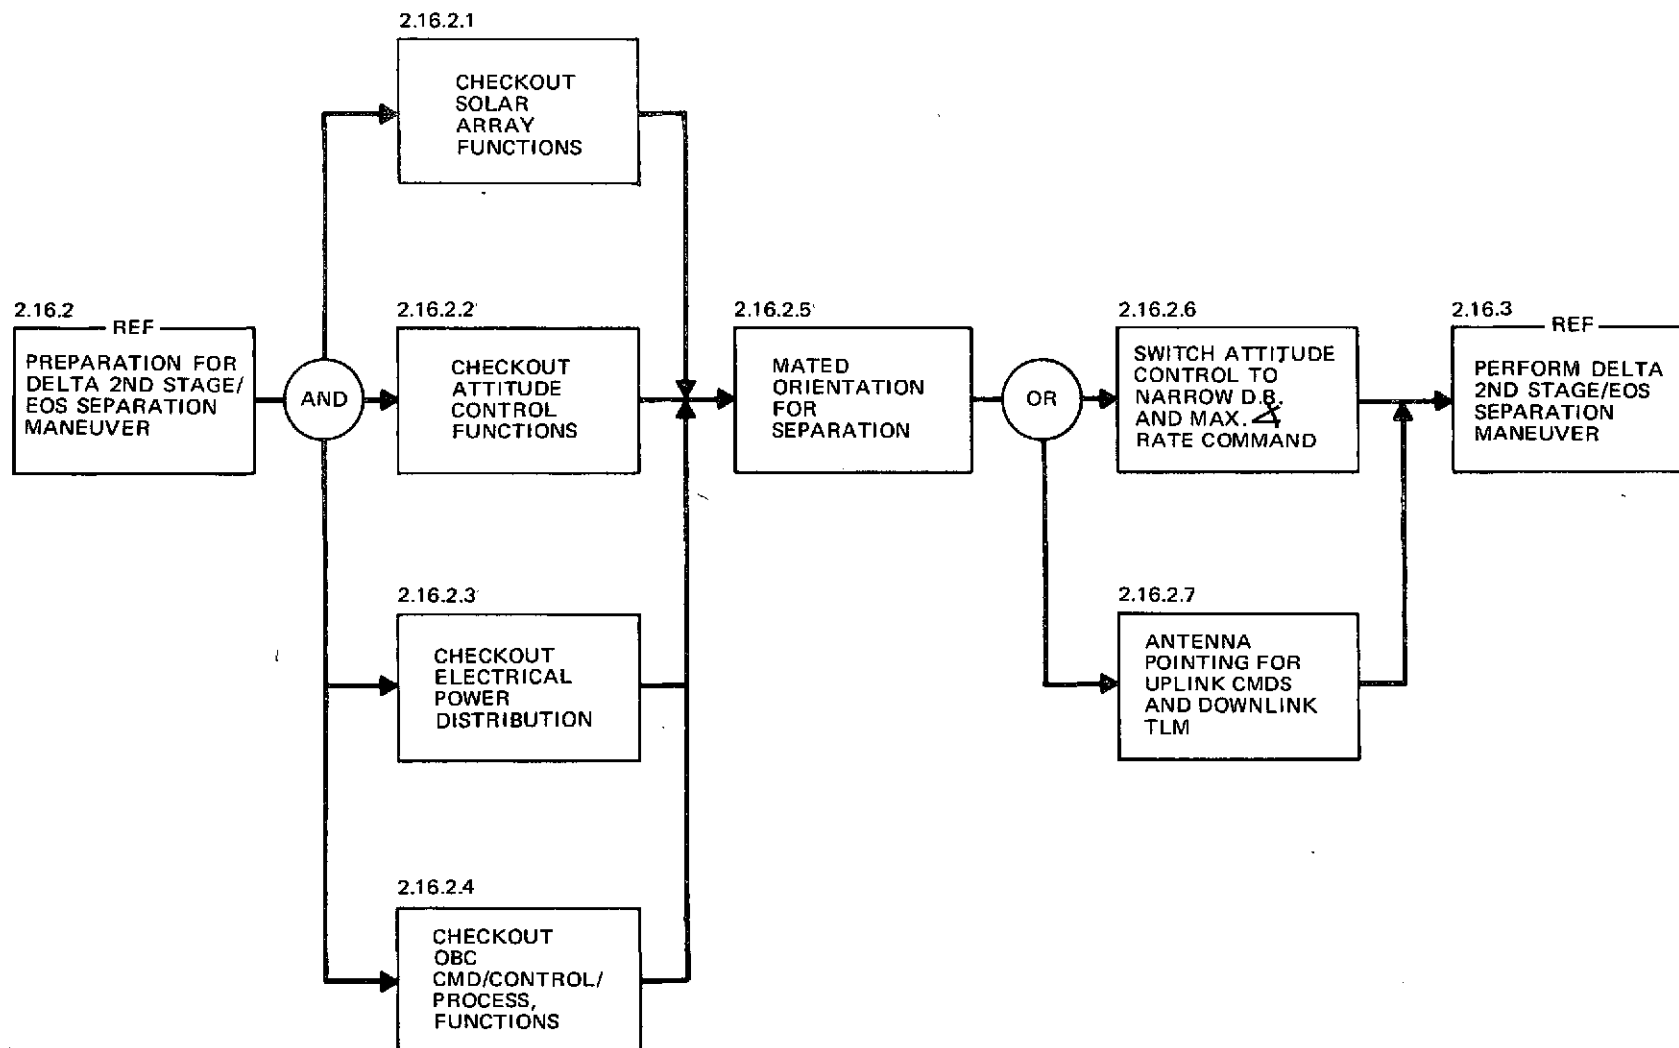 2.16.2.1
CHECKOUT
SOLAR
ARRAY
FUNCTIONS
2.16.2
REF
PREPARATION FOR
DELTA 2ND STAGE/
EOS SEPARATION
MANEUVER
AND
2.16.2.2
CHECKOUT
ATTITUDE
CONTROL
FUNCTIONS
2.16.2.3
CHECKOUT
ELECTRICAL
POWER
DISTRIBUTION
2.16.2.4
CHECKOUT
OBC
CMD/CONTROL/
PROCESS,
FUNCTIONS
2.16.2.5
MATED
ORIENTATION
FOR
SEPARATION
OR
2.16.2.6
SWITCH ATTITUDE
CONTROL TO
NARROW D.B.
AND MAX. ∡
RATE COMMAND
2.16.2.7
ANTENNA
POINTING FOR
UPLINK CMDS
AND DOWNLINK
TLM
2.16.3
REF
PERFORM DELTA
2ND STAGE/EOS
SEPARATION
MANEUVER